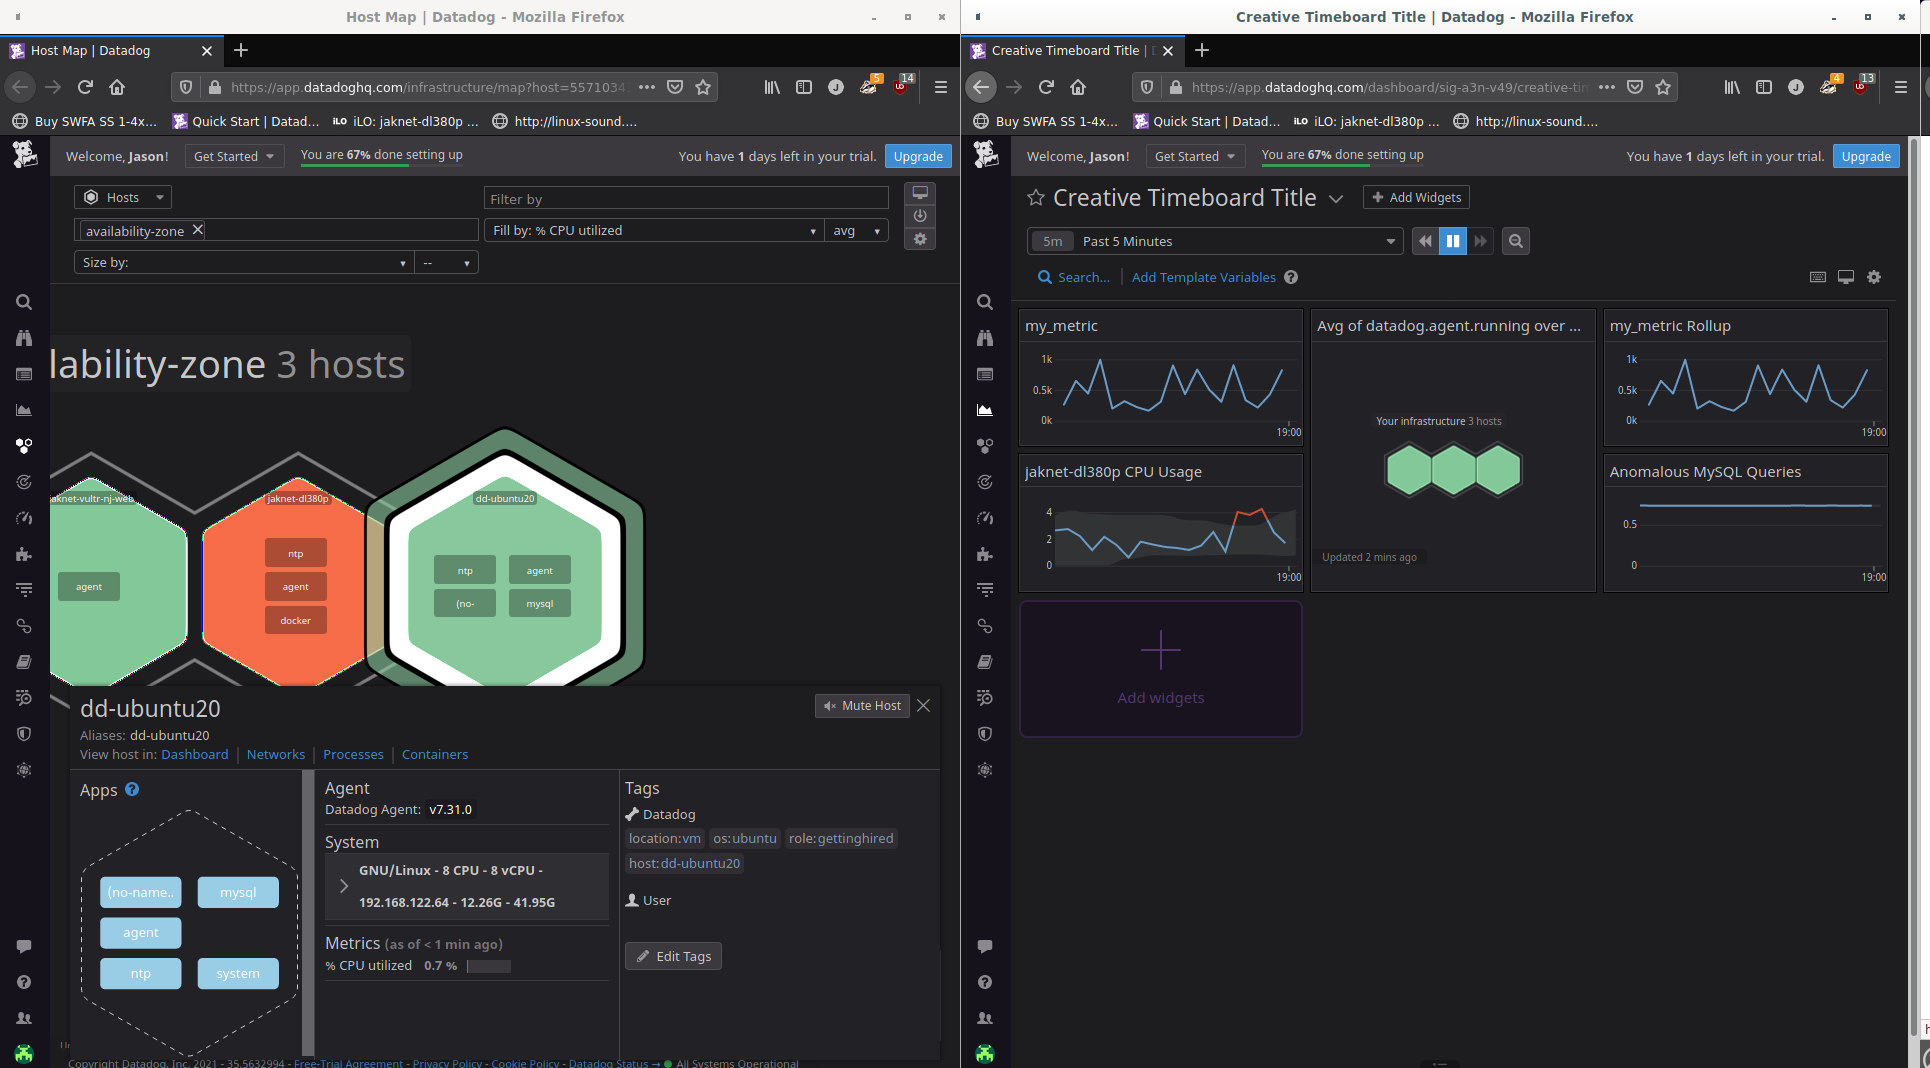 Host Map | Datadog - Mozilla Firefox
Host Map | Datadog
https://app.datadoghq.com/infrastructure/map?host=5571034
5
14
Buy SWFA SS 1-4x...
Quick Start | Datad...
iLO
iLO: jaknet-dl380p ...
http://linux-sound....
Welcome, Jason!
Get Started
You are 67% done setting up
You have 1 days left in your trial.
Upgrade
Hosts
Filter by
availability-zone
Fill by: % CPU utilized
avg
Size by:
--
lability-zone 3 hosts
aknet-vultr-nj-web
agent
jaknet-dl380p
ntp
agent
docker
dd-ubuntu20
ntp
agent
(no-
mysql
dd-ubuntu20
Mute Host
Aliases: dd-ubuntu20
View host in: Dashboard | Networks | Processes | Containers
Apps
(no-name..
mysql
agent
ntp
system
Agent
Datadog Agent: v7.31.0
System
GNU/Linux - 8 CPU - 8 vCPU -
192.168.122.64 - 12.26G - 41.95G
Metrics (as of < 1 min ago)
% CPU utilized 0.7 %
Tags
Datadog
location:vm
os:ubuntu
role:gettinghired
host:dd-ubuntu20
User
Edit Tags
Copyright Datadog, Inc. 2021 - 35.5632994 - Free-Trial Agreement - Privacy Policy - Cookie Policy - Datadog Status → All Systems Operational
Creative Timeboard Title | Datadog - Mozilla Firefox
Creative Timeboard Title |
https://app.datadoghq.com/dashboard/sig-a3n-v49/creative-tim
4
13
Buy SWFA SS 1-4x...
Quick Start | Datad...
iLO
iLO: jaknet-dl380p ...
http://linux-sound....
Welcome, Jason!
Get Started
You are 67% done setting up
You have 1 days left in your trial.
Upgrade
Creative Timeboard Title
+ Add Widgets
5m
Past 5 Minutes
Search...
Add Template Variables
my_metric
1k
0.5k
0k
19:00
Avg of datadog.agent.running over ...
Your infrastructure 3 hosts
Updated 2 mins ago
my_metric Rollup
1k
0.5k
0k
19:00
jaknet-dl380p CPU Usage
4
2
0
19:00
Anomalous MySQL Queries
0.5
0
19:00
Add widgets